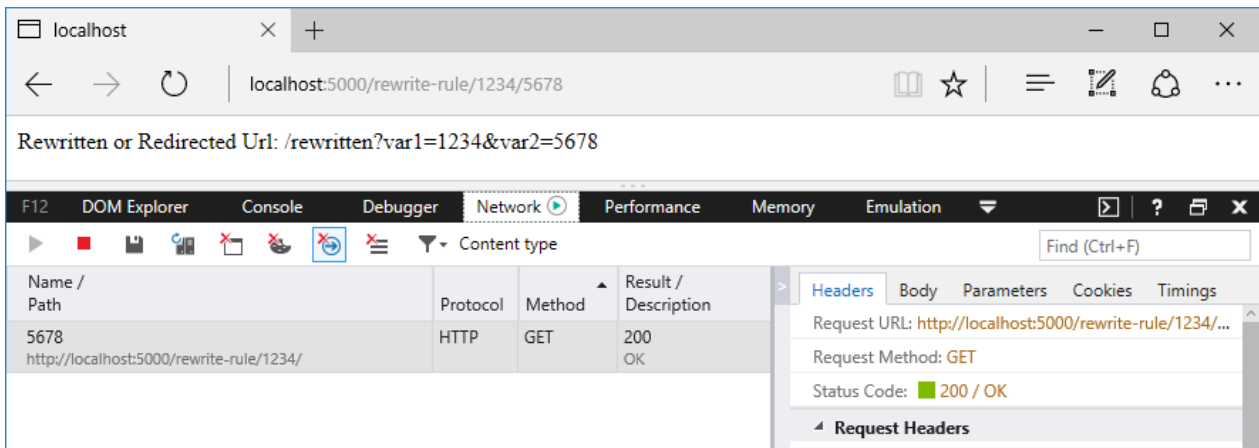 localhost
localhost:5000/rewrite-rule/1234/5678
Rewritten or Redirected Url: /rewritten?var1=1234&var2=5678
F12 DOM Explorer Console Debugger Network Performance Memory Emulation ?
Content type Find (Ctrl+F)
Name / Result /
Path Protocol Method Description
5678 HTTP GET 200
http://localhost:5000/rewrite-rule/1234/ OK
Headers Body Parameters Cookies Timings
Request URL: http://localhost:5000/rewrite-rule/1234/...
Request Method: GET
Status Code: 200 / OK
Request Headers